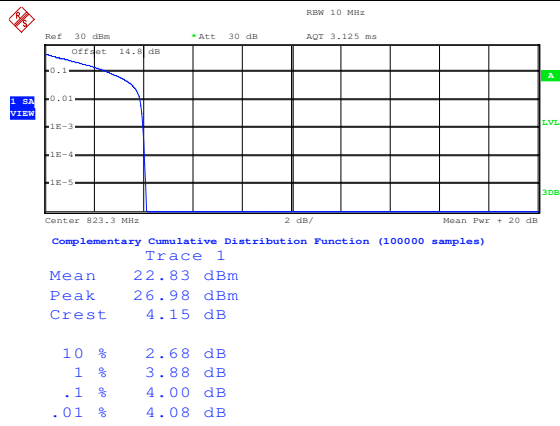 RBW 10 MHz
Ref 30 dBm *Att 30 dB AQT 3.125 ms
Offset 14.8 dB
0.1
A
0.01
1 SA
VIEW
1E-3
LVL
1E-4
1E-5
3DB
Center 823.3 MHz 2 dB/ Mean Pwr + 20 dB
Complementary Cumulative Distribution Function (100000 samples)
Trace 1
Mean 22.83 dBm
Peak 26.98 dBm
Crest 4.15 dB
10 % 2.68 dB
1 % 3.88 dB
.1 % 4.00 dB
.01 % 4.08 dB